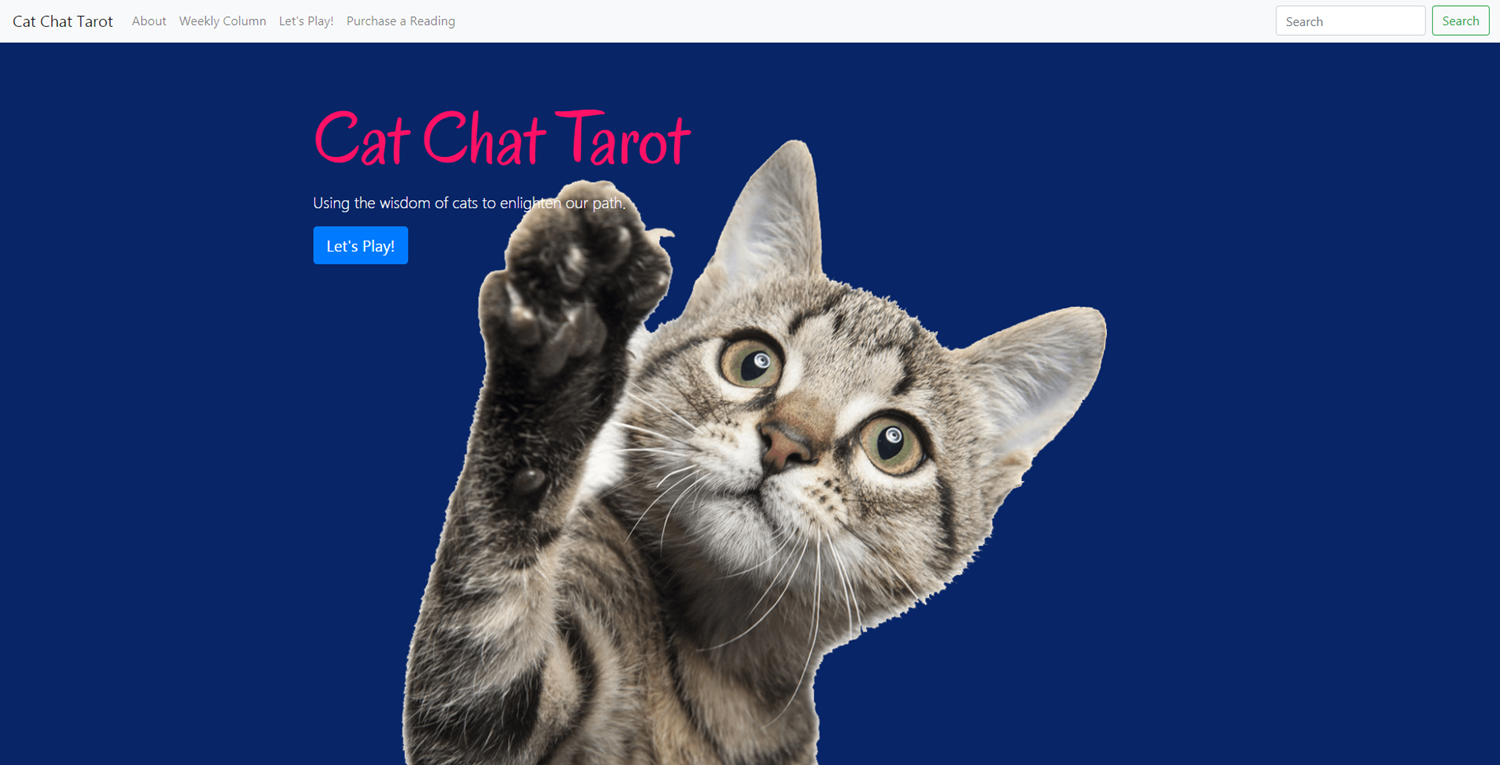 Cat Chat Tarot About Weekly Column Let's Play! Purchase a Reading Search Search
Cat Chat Tarot
Using the wisdom of cats to enlighten our path.
Let's Play!